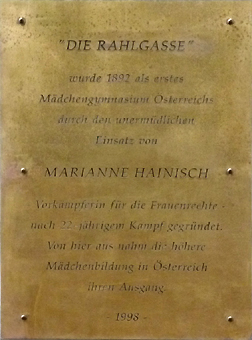 "DIE RAHLGASSE"
wurde 1892 als erstes
Mädchengymnasium Österreichs
durch den unermüdlichen
Einsatz von
MARIANNE HAINISCH
Vorkämpferin für die Frauenrechte -
nach 22-jährigem Kampf gegründet.
Von hier aus nahm die höhere
Mädchenbildung in Österreich
ihren Ausgang.
1998 -